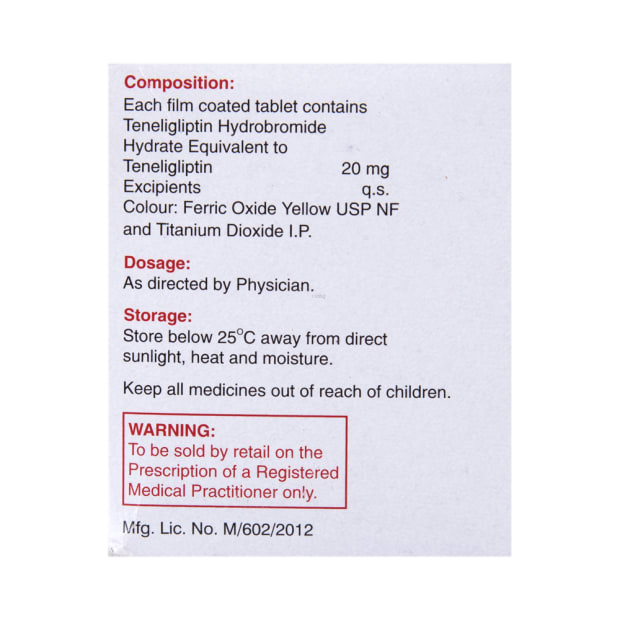 Composition:
Each film coated tablet contains
Teneligliptin Hydrobromide
Hydrate Equivalent to
Teneligliptin 20 mg
Excipients q.s.
Colour: Ferric Oxide Yellow USP NF
and Titanium Dioxide I.P.
Dosage:
As directed by Physician.
Storage:
Store below 25°C away from direct
sunlight, heat and moisture.
Keep all medicines out of reach of children.
WARNING:
To be sold by retail on the
Prescription of a Registered
Medical Practitioner only.
Mfg. Lic. No. M/602/2012